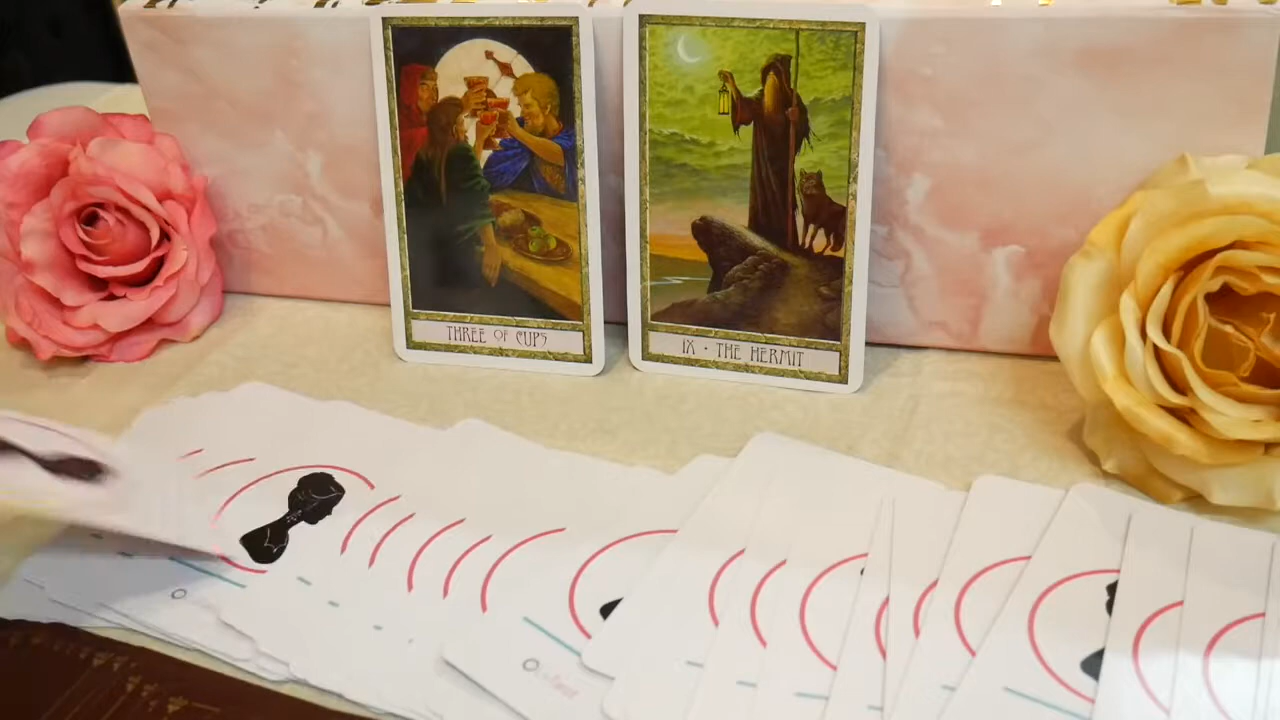 THREE OF CUPS
IX • THE HERMIT